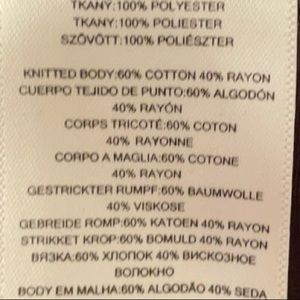 TKANY:100% POLYESTER
TKANY:100% POLIESTER
SZÖVÖTT:100% POLIÉSZTER
KNITTED BODY:60% COTTON 40% RAYON
CUERPO TEJIDO DE PUNTO:60% ALGODÓN
40% RAYÓN
CORPS TRICOTÉ:60% COTON
40% RAYONNE
CORPO A MAGLIA:60% COTONE
40% RAYON
GESTRICKTER RUMPF:60% BAUMWOLLE
40% VISKOSE
GEBREIDE ROMP:60% KATOEN 40% RAYON
STRIKKET KROP:60% BOMULD 40% RAYON
ВЯЗКА:60% ХЛОПОК 40% ВИСКОЗНОЕ
ВОЛОКНО
BODY EM MALHA:60% ALGODÃO 40% SEDA